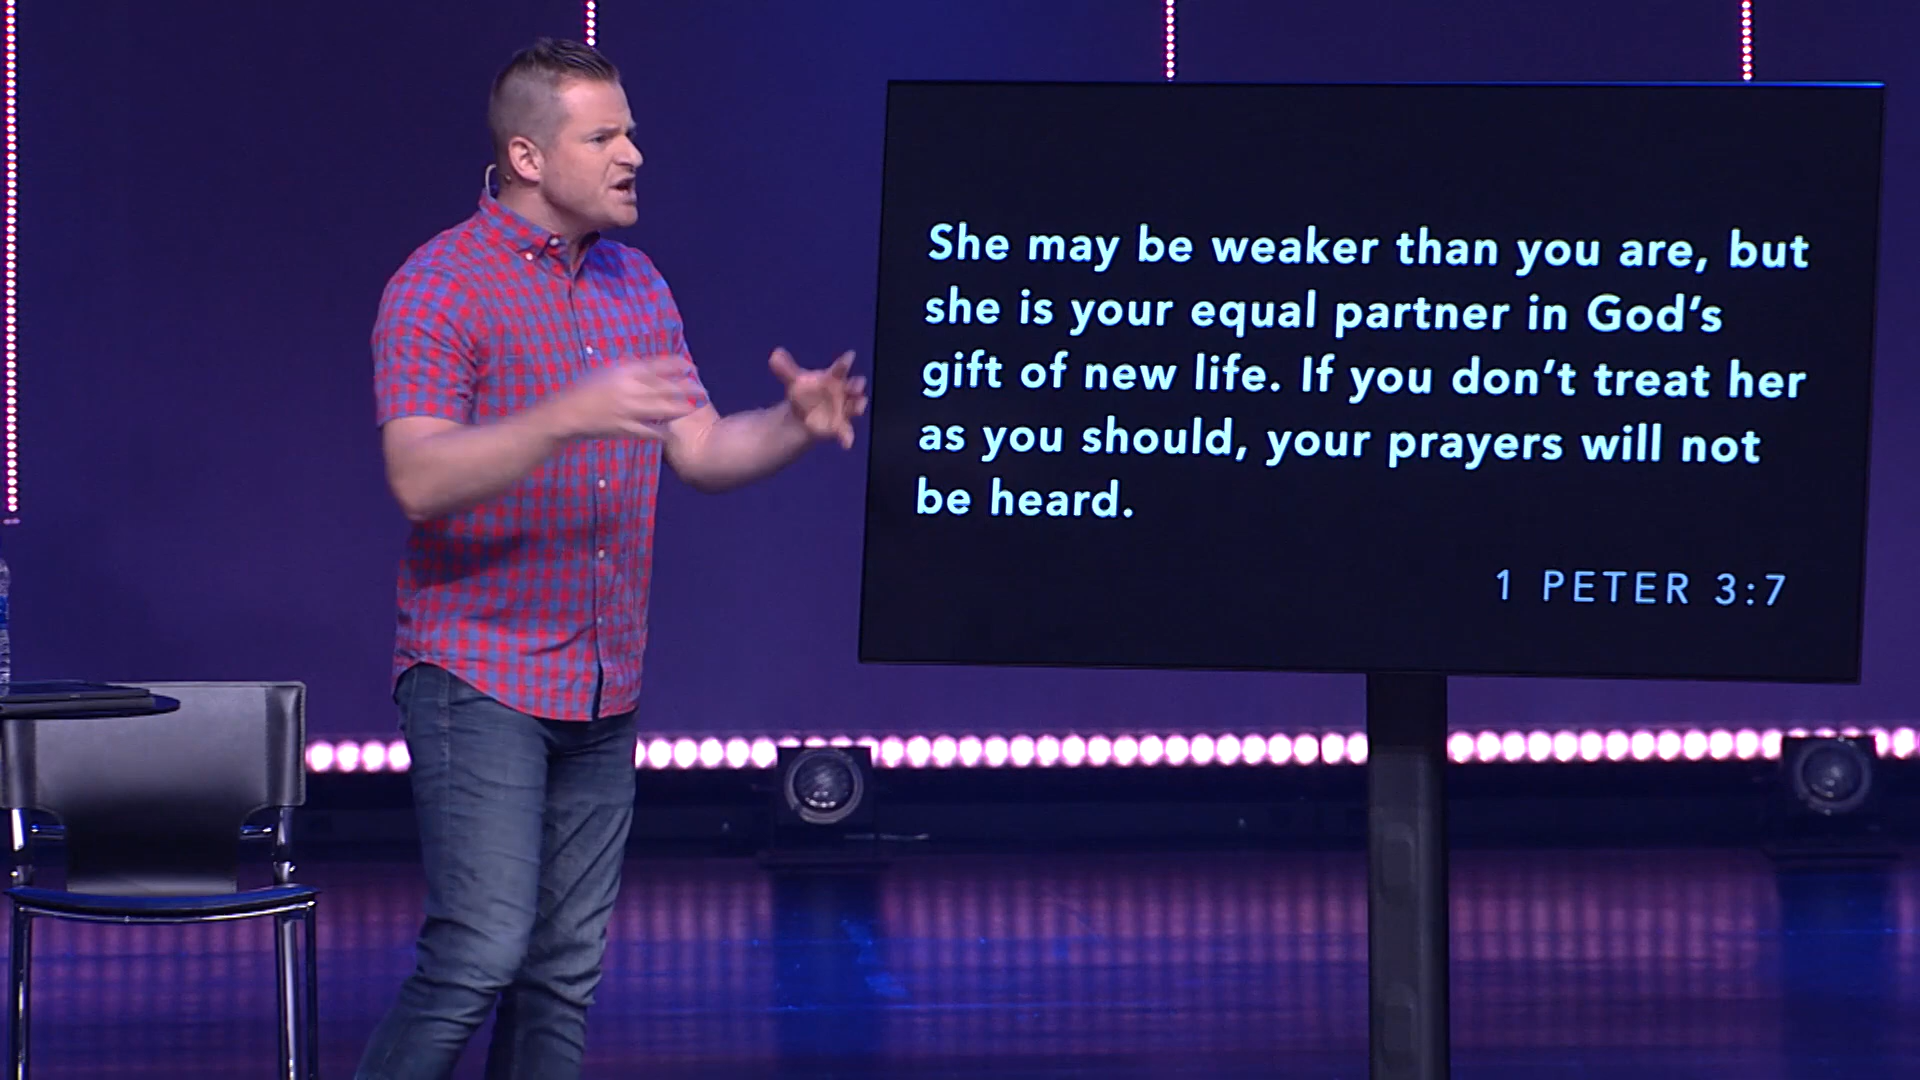 She may be weaker than you are, but
she is your equal partner in God’s
gift of new life. If you don’t treat her
as you should, your prayers will not
be heard.
1 PETER 3:7